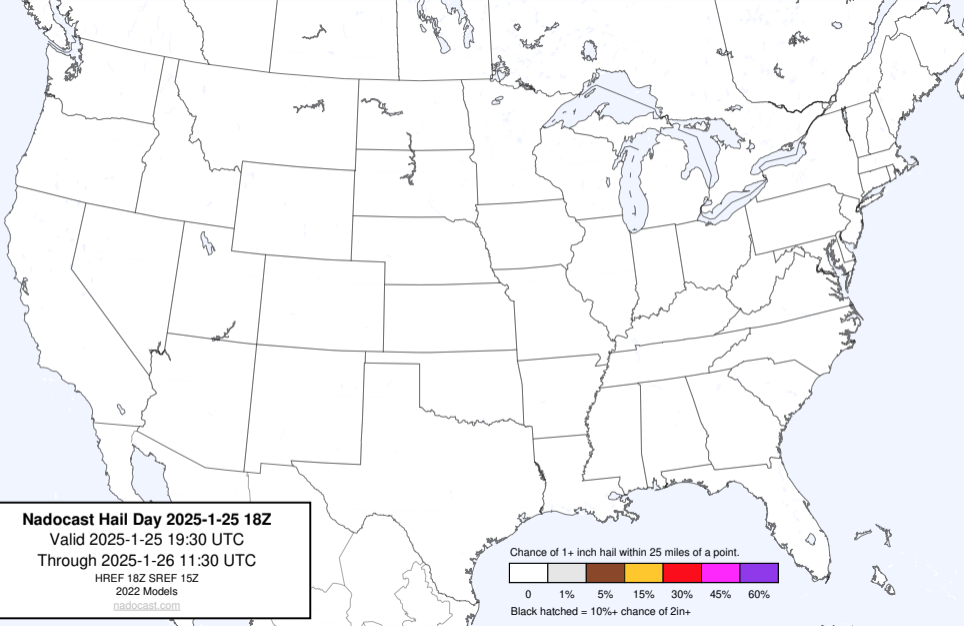 Nadocast Hail Day 2025-1-25 18Z
Valid 2025-1-25 19:30 UTC
Through 2025-1-26 11:30 UTC
HREF 18Z SREF 15Z
2022 Models
nadocast.com
Chance of 1+ inch hail within 25 miles of a point.
0 1% 5% 15% 30% 45% 60%
Black hatched = 10%+ chance of 2in+